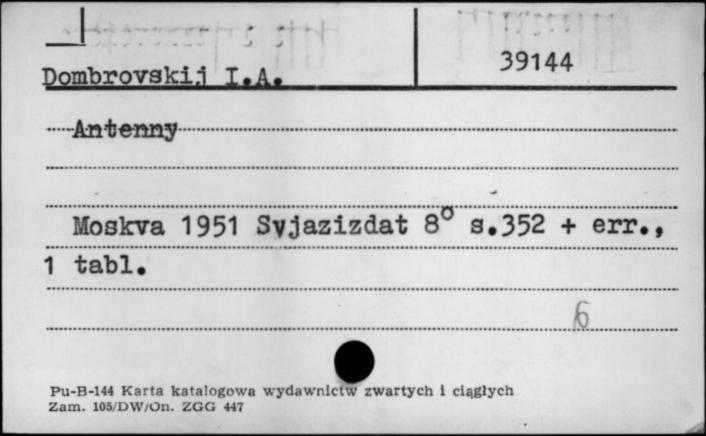 39144
Dombrovskij I.A.
Antenny
Moskva 1951 Svjazizdat 8° s.352 + err.,
1 tabl.
6
Pu-B-144 Karta katalogowa wydawnictw zwartych i ciągłych
Zam. 105/DW/On. ZGG 447